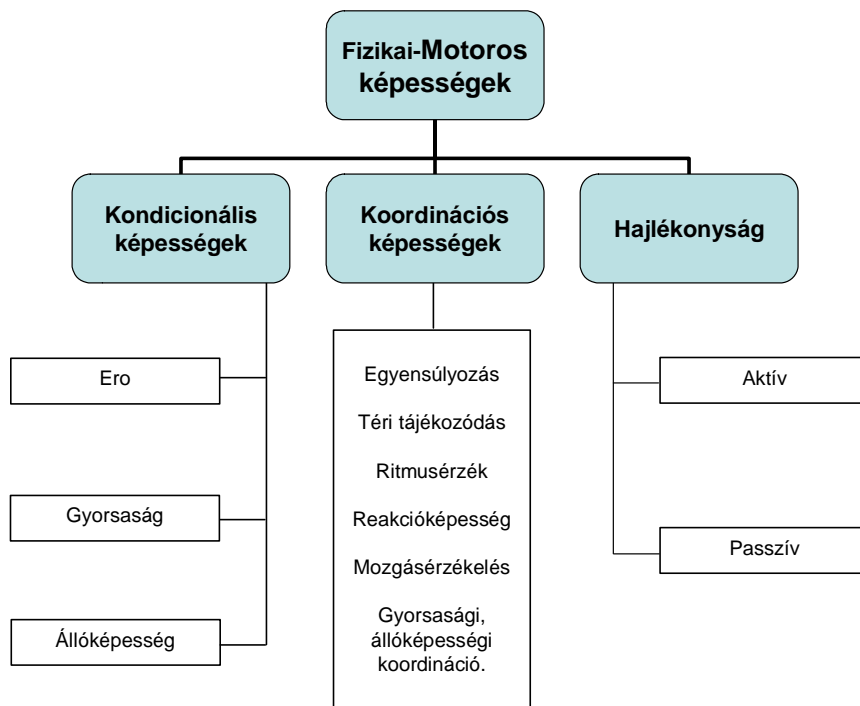 Fizikai-Motoros
képességek
Kondicionális
képességek
Koordinációs
képességek
Hajlékonyság
Ero
Gyorsaság
Állóképesség
Egyensúlyozás
Téri tájékozódás
Ritmusérzék
Reakcióképesség
Mozgásérzékelés
Gyorsasági,
állóképességi
koordináció.
Aktív
Passzív